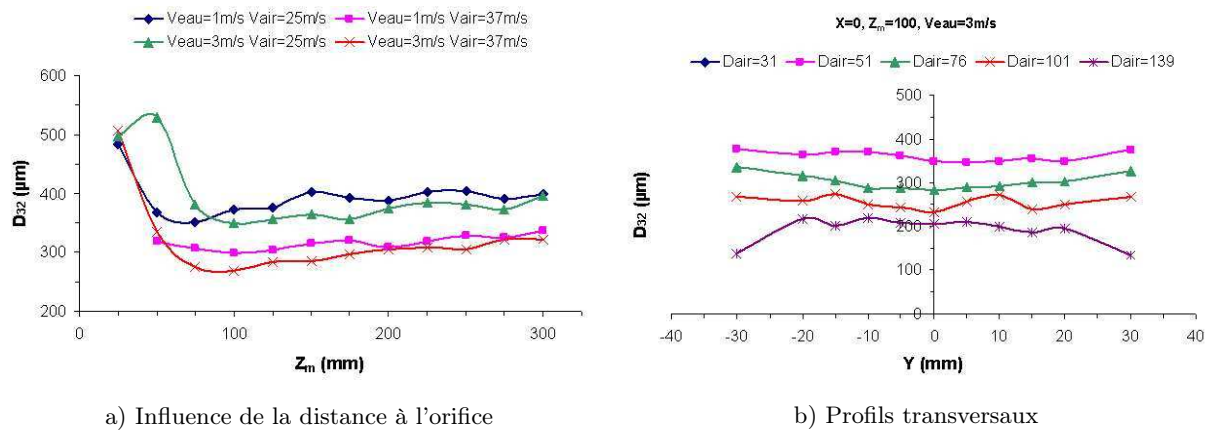 Veau=1m/s Vair=25m/s
Veau=1m/s Vair=37m/s
Veau=3m/s Vair=25m/s
Veau=3m/s Vair=37m/s
600
500
400
300
200
D32 (µm)
0
100
200
300
Zm (mm)
a) Influence de la distance à l'orifice
X=0, Zm=100, Veau=3m/s
Dair=31
Dair=51
Dair=76
Dair=101
Dair=139
500
400
300
200
100
0
D32 (µm)
-40
-30
-20
-10
0
10
20
30
40
Y (mm)
b) Profils transversaux